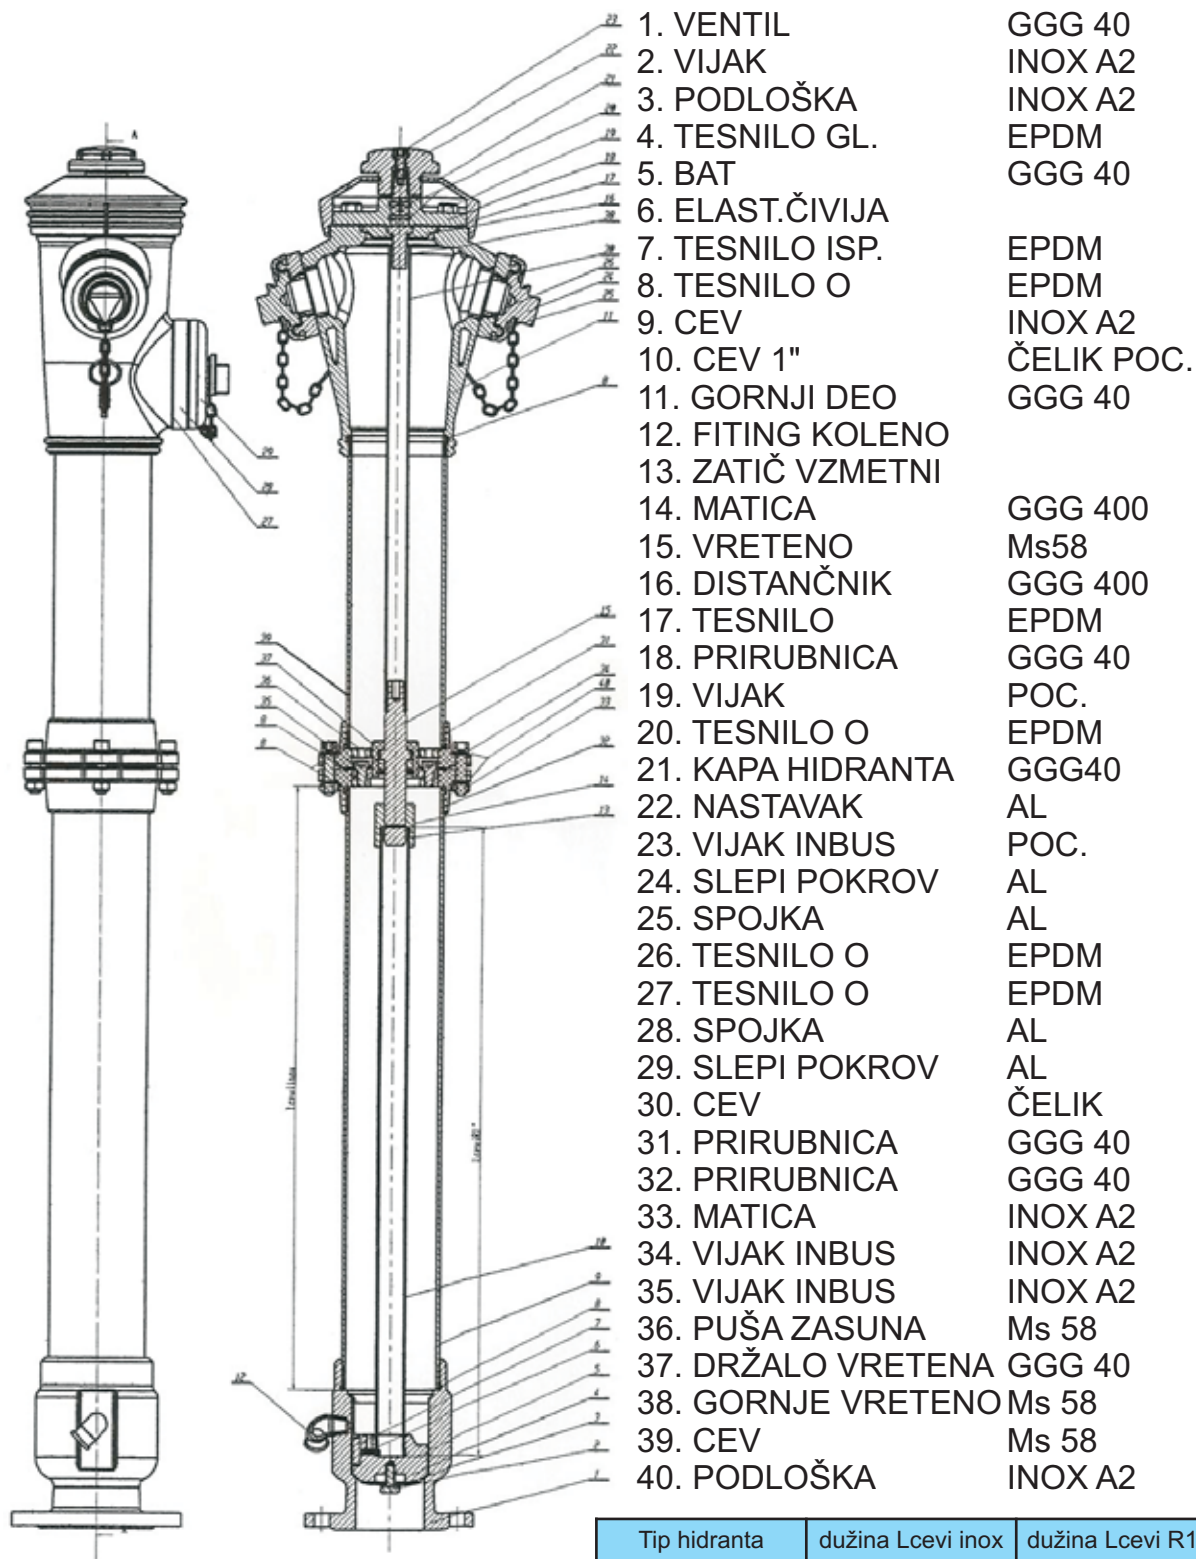 1. VENTIL GGG 40
2. VIJAK INOX A2
3. PODLOŠKA INOX A2
4. TESNILO GL. EPDM
5. BAT GGG 40
6. ELAST.ČIVIJA
7. TESNILO ISP. EPDM
8. TESNILO O EPDM
9. CEV INOX A2
10. CEV 1" ČELIK POC.
11. GORNJI DEO GGG 40
12. FITING KOLENO
13. ZATIČ VZMETNI
14. MATICA GGG 400
15. VRETENO Ms58
16. DISTANČNIK GGG 400
17. TESNILO EPDM
18. PRIRUBNICA GGG 40
19. VIJAK POC.
20. TESNILO O EPDM
21. KAPA HIDRANTA GGG40
22. NASTAVAK AL
23. VIJAK INBUS POC.
24. SLEPI POKROV AL
25. SPOJKA AL
26. TESNILO O EPDM
27. TESNILO O EPDM
28. SPOJKA AL
29. SLEPI POKROV AL
30. CEV ČELIK
31. PRIRUBNICA GGG 40
32. PRIRUBNICA GGG 40
33. MATICA INOX A2
34. VIJAK INBUS INOX A2
35. VIJAK INBUS INOX A2
36. PUŠA ZASUNA Ms 58
37. DRŽALO VRETENA GGG 40
38. GORNJE VRETENO Ms 58
39. CEV Ms 58
40. PODLOŠKA INOX A2
Tip hidranta dužina Lcevi inox dužina Lcevi R1